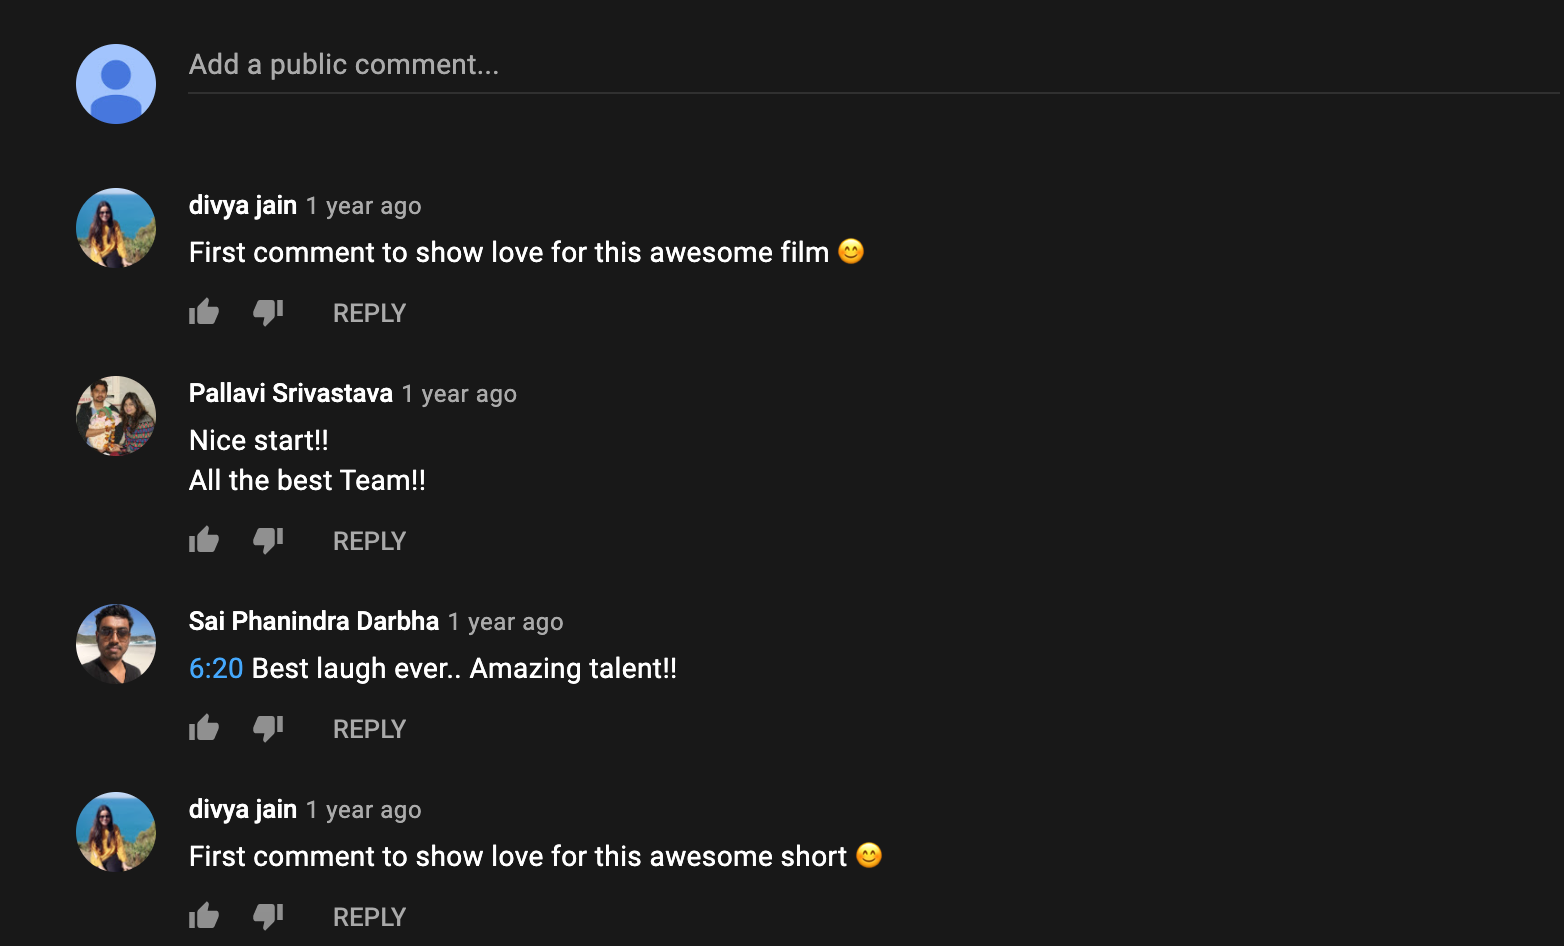 Add a public comment...
divya jain 1 year ago
First comment to show love for this awesome film 😊
REPLY
Pallavi Srivastava 1 year ago
Nice start!!
All the best Team!!
REPLY
Sai Phanindra Darbha 1 year ago
6:20 Best laugh ever.. Amazing talent!!
REPLY
divya jain 1 year ago
First comment to show love for this awesome short 😊
REPLY